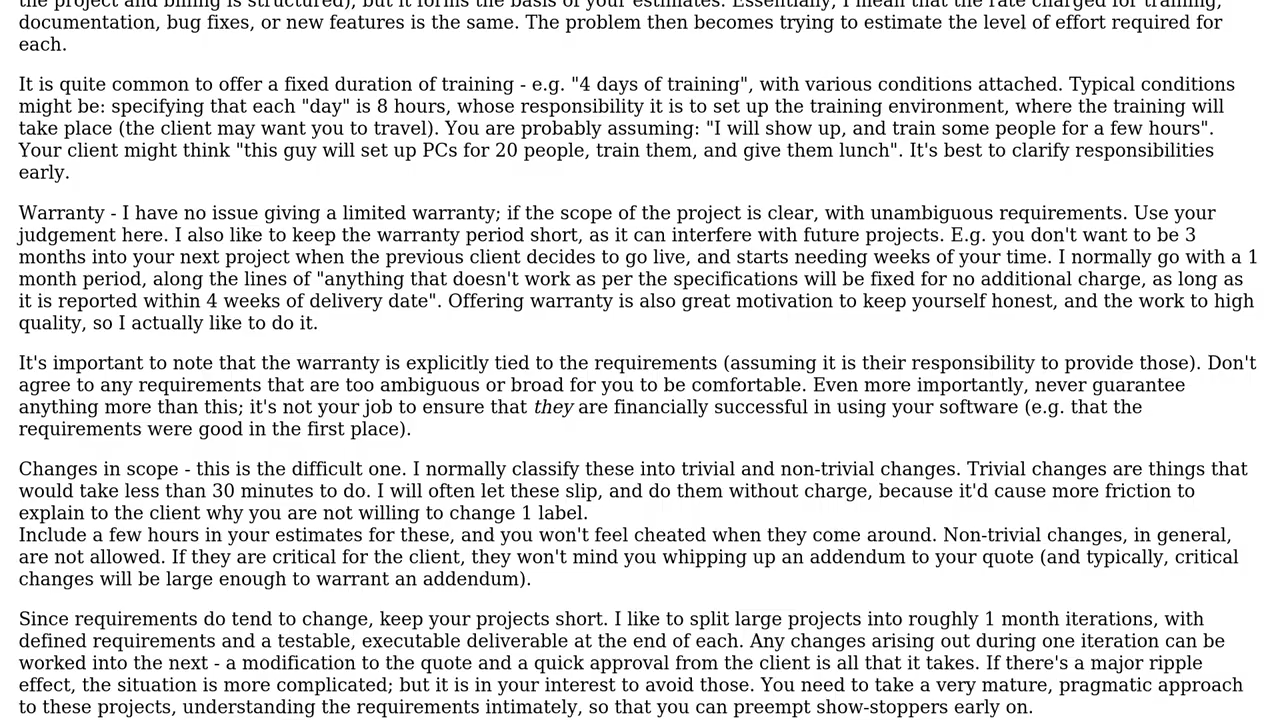 the project and billing is structured), but it forms the basis of your estimates. Essentially, I mean that the rate charged for training,
documentation, bug fixes, or new features is the same. The problem then becomes trying to estimate the level of effort required for
each.
It is quite common to offer a fixed duration of training - e.g. "4 days of training", with various conditions attached. Typical conditions
might be: specifying that each "day" is 8 hours, whose responsibility it is to set up the training environment, where the training will
take place (the client may want you to travel). You are probably assuming: "I will show up, and train some people for a few hours".
Your client might think "this guy will set up PCs for 20 people, train them, and give them lunch". It's best to clarify responsibilities
early.
Warranty - I have no issue giving a limited warranty; if the scope of the project is clear, with unambiguous requirements. Use your
judgement here. I also like to keep the warranty period short, as it can interfere with future projects. E.g. you don't want to be 3
months into your next project when the previous client decides to go live, and starts needing weeks of your time. I normally go with a 1
month period, along the lines of "anything that doesn't work as per the specifications will be fixed for no additional charge, as long as
it is reported within 4 weeks of delivery date". Offering warranty is also great motivation to keep yourself honest, and the work to high
quality, so I actually like to do it.
It's important to note that the warranty is explicitly tied to the requirements (assuming it is their responsibility to provide those). Don't
agree to any requirements that are too ambiguous or broad for you to be comfortable. Even more importantly, never guarantee
anything more than this; it's not your job to ensure that they are financially successful in using your software (e.g. that the
requirements were good in the first place).
Changes in scope - this is the difficult one. I normally classify these into trivial and non-trivial changes. Trivial changes are things that
would take less than 30 minutes to do. I will often let these slip, and do them without charge, because it'd cause more friction to
explain to the client why you are not willing to change 1 label.
Include a few hours in your estimates for these, and you won't feel cheated when they come around. Non-trivial changes, in general,
are not allowed. If they are critical for the client, they won't mind you whipping up an addendum to your quote (and typically, critical
changes will be large enough to warrant an addendum).
Since requirements do tend to change, keep your projects short. I like to split large projects into roughly 1 month iterations, with
defined requirements and a testable, executable deliverable at the end of each. Any changes arising out during one iteration can be
worked into the next - a modification to the quote and a quick approval from the client is all that it takes. If there's a major ripple
effect, the situation is more complicated; but it is in your interest to avoid those. You need to take a very mature, pragmatic approach
to these projects, understanding the requirements intimately, so that you can preempt show-stoppers early on.